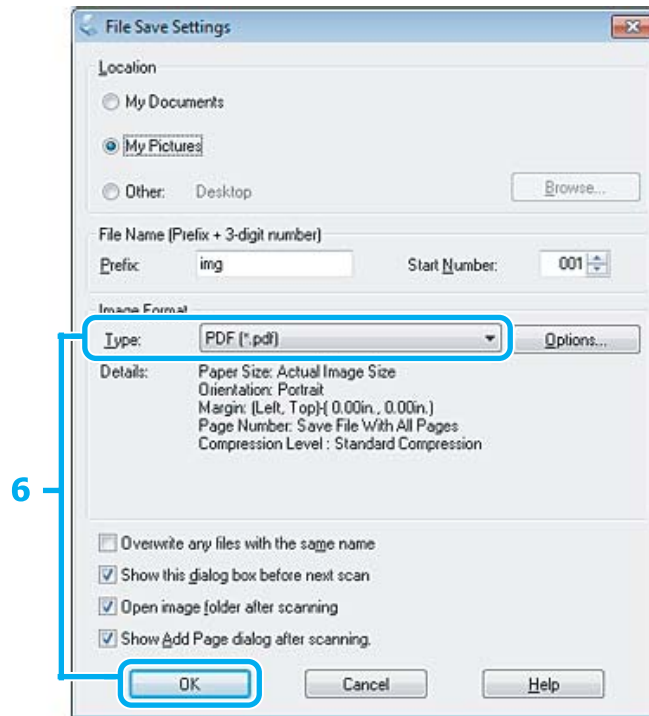 File Save Settings
Location
My Documents
My Pictures
Other: Desktop Browse...
File Name (Prefix + 3-digit number)
Prefix: img Start Number: 001
Image Format
Type: PDF (*.pdf) Options...
Details: Paper Size: Actual Image Size
Orientation: Portrait
Margin: (Left, Top)-( 0.00in., 0.00in.)
Page Number: Save File With All Pages
Compression Level : Standard Compression
6
Overwrite any files with the same name
Show this dialog box before next scan
Open image folder after scanning
Show Add Page dialog after scanning.
OK Cancel Help